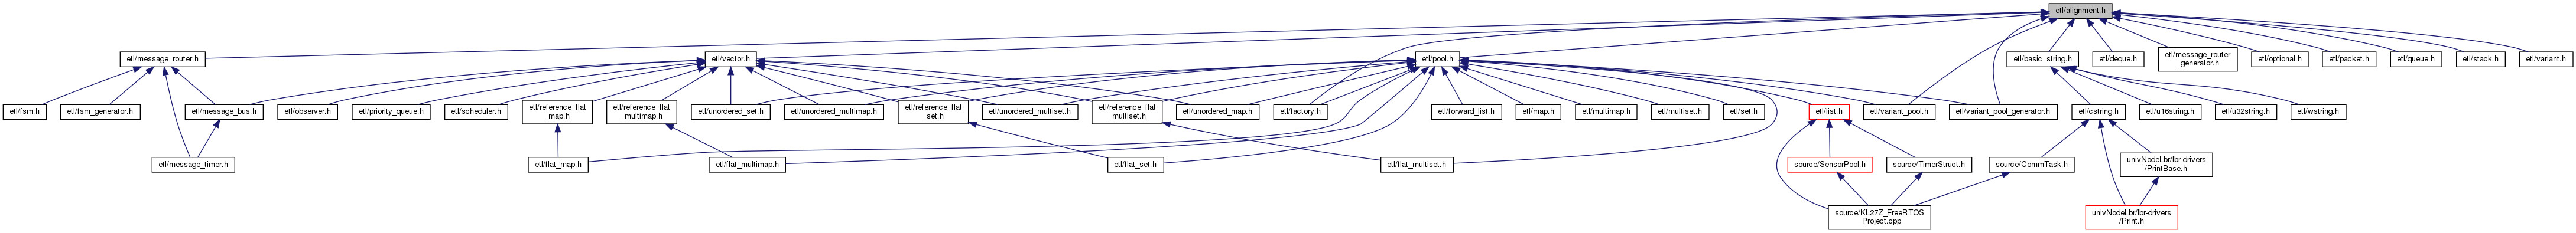 etl/alignment.h
etl/message_router.h
etl/vector.h
etl/pool.h
etl/basic_string.h
etl/deque.h
etl/message_router
_generator.h
etl/optional.h
etl/packet.h
etl/queue.h
etl/stack.h
etl/variant.h
etl/fsm.h
etl/fsm_generator.h
etl/message_bus.h
etl/observer.h
etl/priority_queue.h
etl/scheduler.h
etl/reference_flat
_map.h
etl/reference_flat
_multimap.h
etl/unordered_set.h
etl/unordered_multimap.h
etl/reference_flat
_set.h
etl/unordered_multiset.h
etl/reference_flat
_multiset.h
etl/unordered_map.h
etl/factory.h
etl/forward_list.h
etl/map.h
etl/multimap.h
etl/multiset.h
etl/set.h
etl/list.h
etl/variant_pool.h
etl/variant_pool_generator.h
etl/cstring.h
etl/u16string.h
etl/u32string.h
etl/wstring.h
etl/message_timer.h
etl/flat_map.h
etl/flat_multimap.h
etl/flat_set.h
etl/flat_multiset.h
source/SensorPool.h
source/TimerStruct.h
source/CommTask.h
univNodeLbr/lbr-drivers
/PrintBase.h
source/KL27Z_FreeRTOS
_Project.cpp
univNodeLbr/lbr-drivers
/Print.h